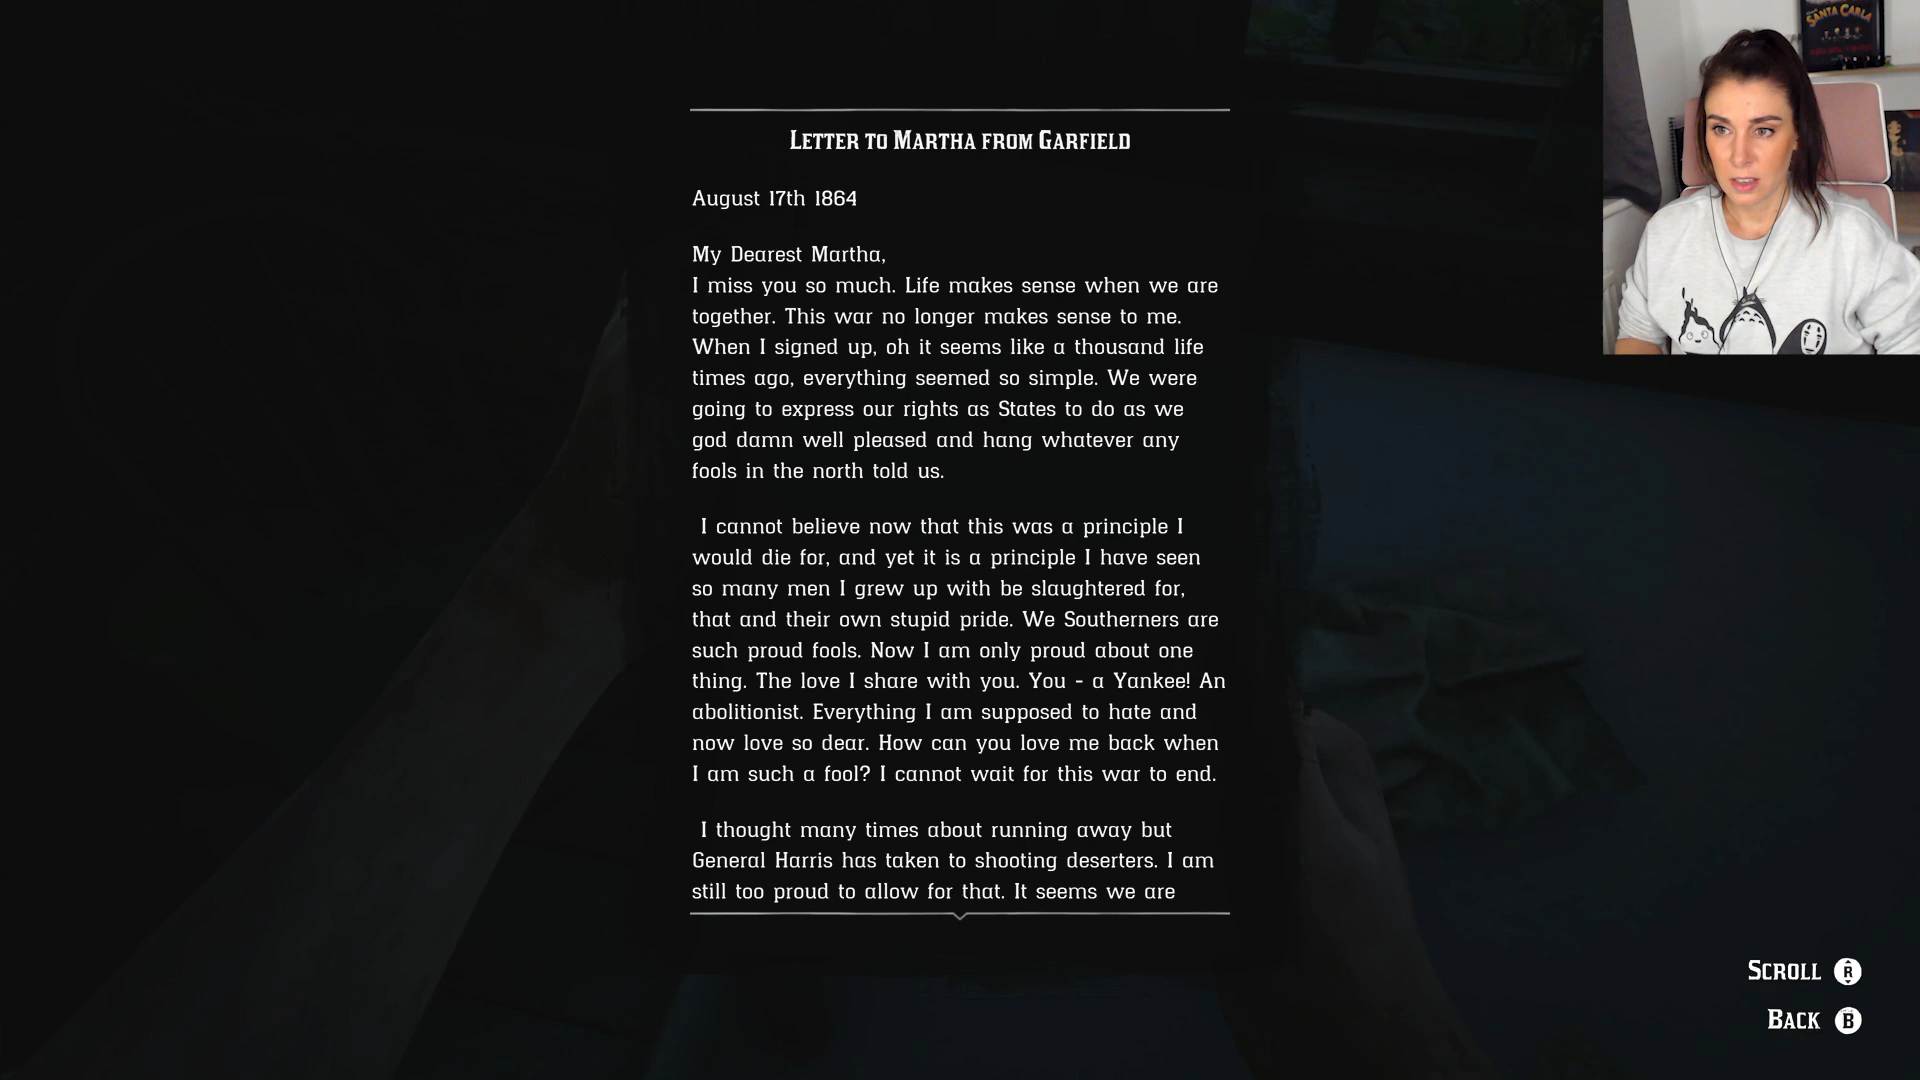 SANTA CARLA
LETTER TO MARTHA FROM GARFIELD
August 17th 1864
My Dearest Martha,
I miss you so much. Life makes sense when we are
together. This war no longer makes sense to me.
When I signed up, oh it seems like a thousand life
times ago, everything seemed so simple. We were
going to express our rights as States to do as we
god damn well pleased and hang whatever any
fools in the north told us.
I cannot believe now that this was a principle I
would die for, and yet it is a principle I have seen
so many men I grew up with be slaughtered for,
that and their own stupid pride. We Southerners are
such proud fools. Now I am only proud about one
thing. The love I share with you. You - a Yankee! An
abolitionist. Everything I am supposed to hate and
now love so dear. How can you love me back when
I am such a fool? I cannot wait for this war to end.
I thought many times about running away but
General Harris has taken to shooting deserters. I am
still too proud to allow for that. It seems we are
SCROLL R
BACK B